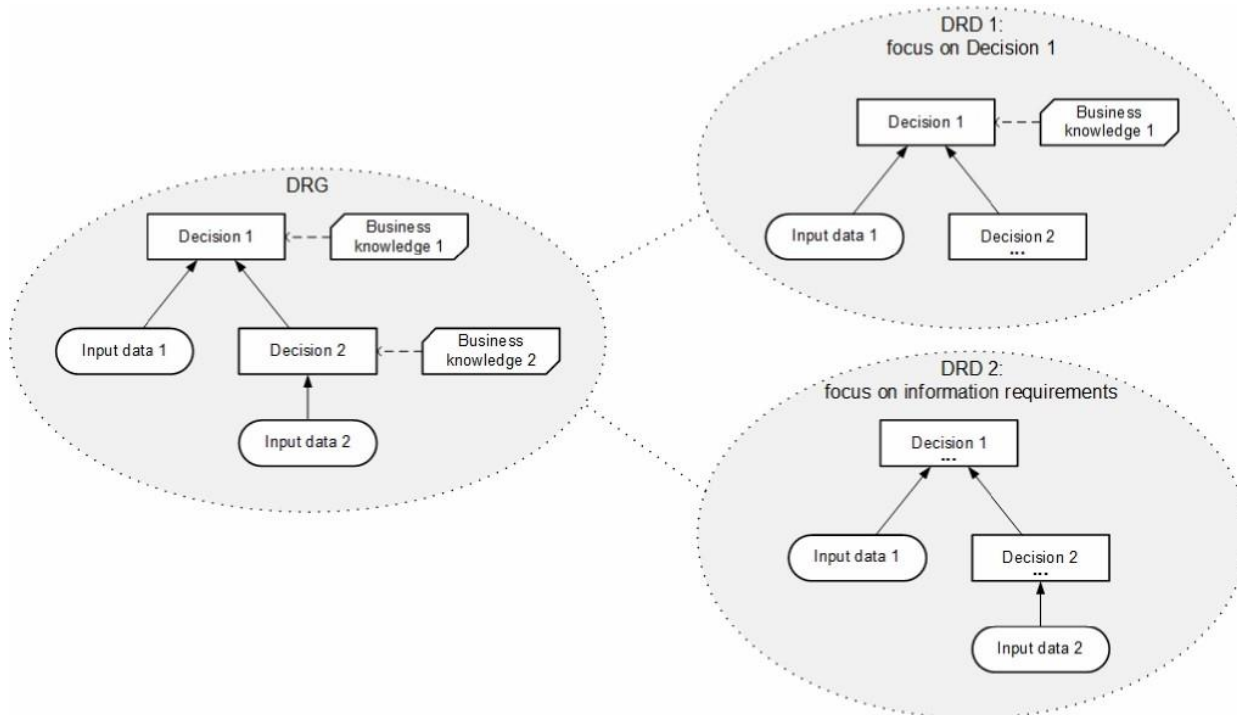 DRG
Decision 1
Business
knowledge 1
Input data 1
Decision 2
Business
knowledge 2
Input data 2
DRD 1:
focus on Decision 1
Decision 1
Business
knowledge 1
Input data 1
Decision 2
...
DRD 2:
focus on information requirements
Decision 1
...
Input data 1
Decision 2
...
Input data 2